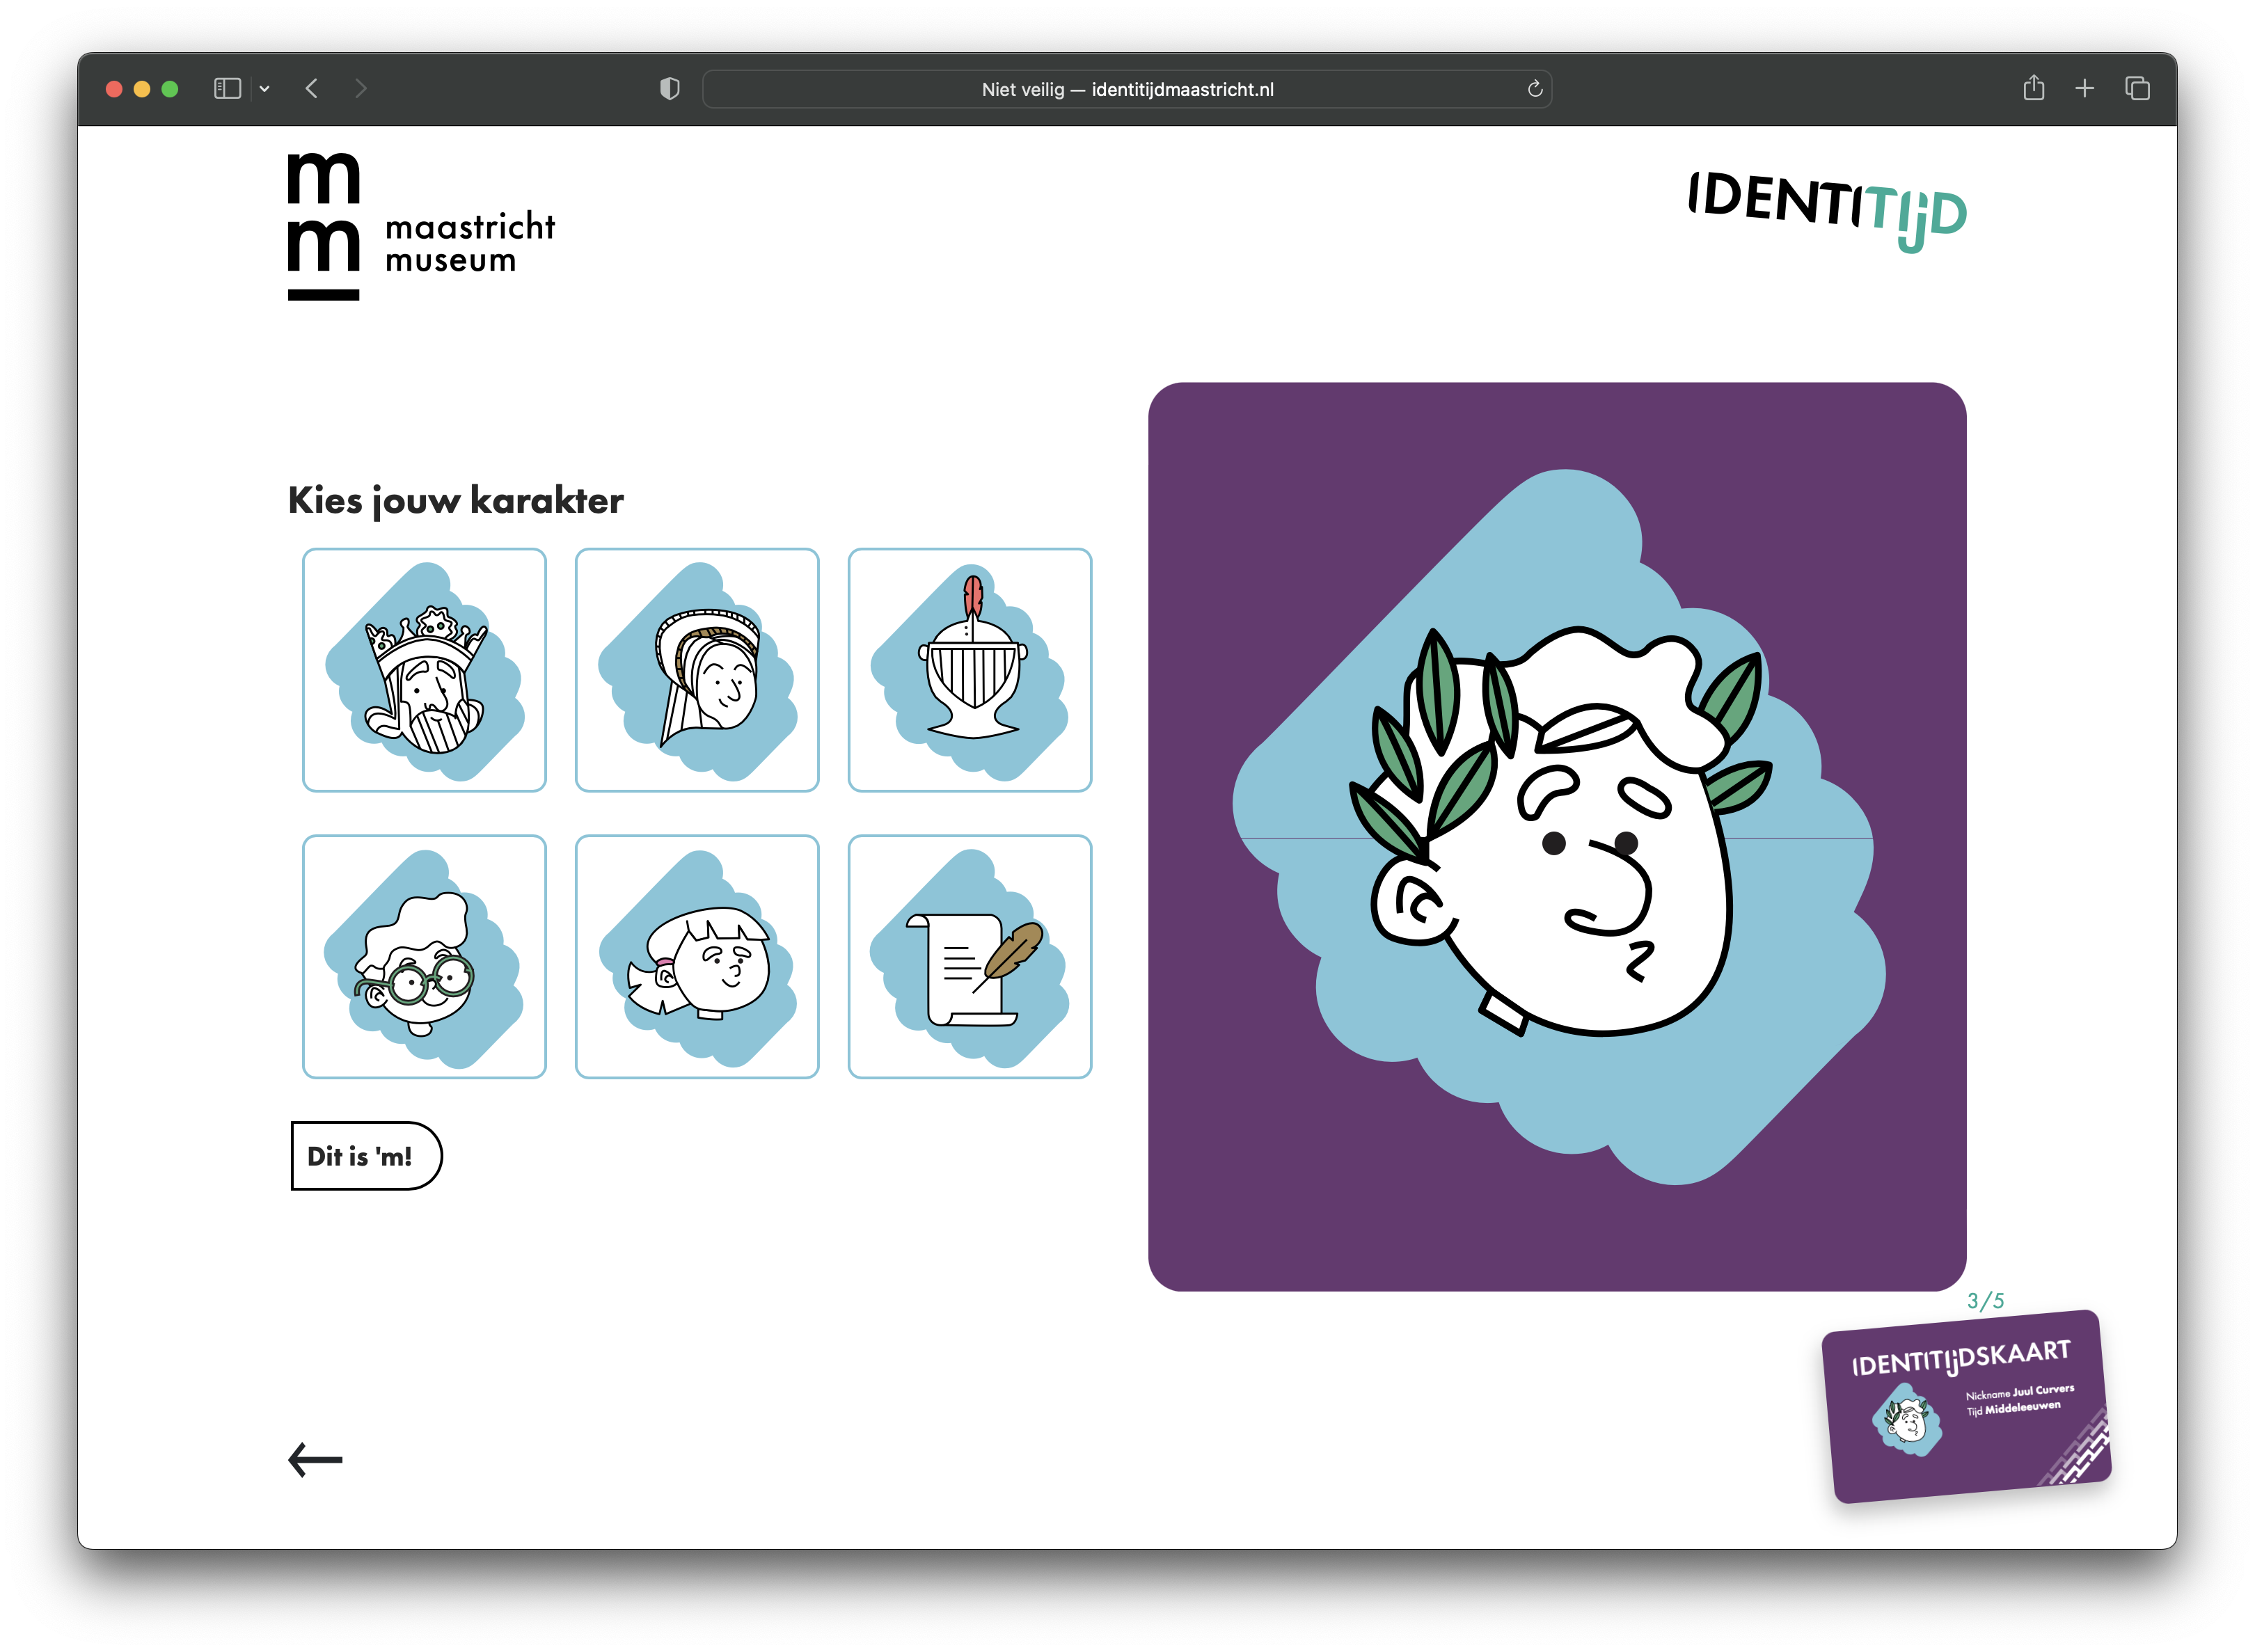 Niet veilig — identitijdmaastricht.nl
mm
maastricht
museum
IDENTITIJD
Kies jouw karakter
Dit is 'm!
3/5
IDENTITIJDSKAART
Nickname Juul Curvers
Tijd Middeleeuwen